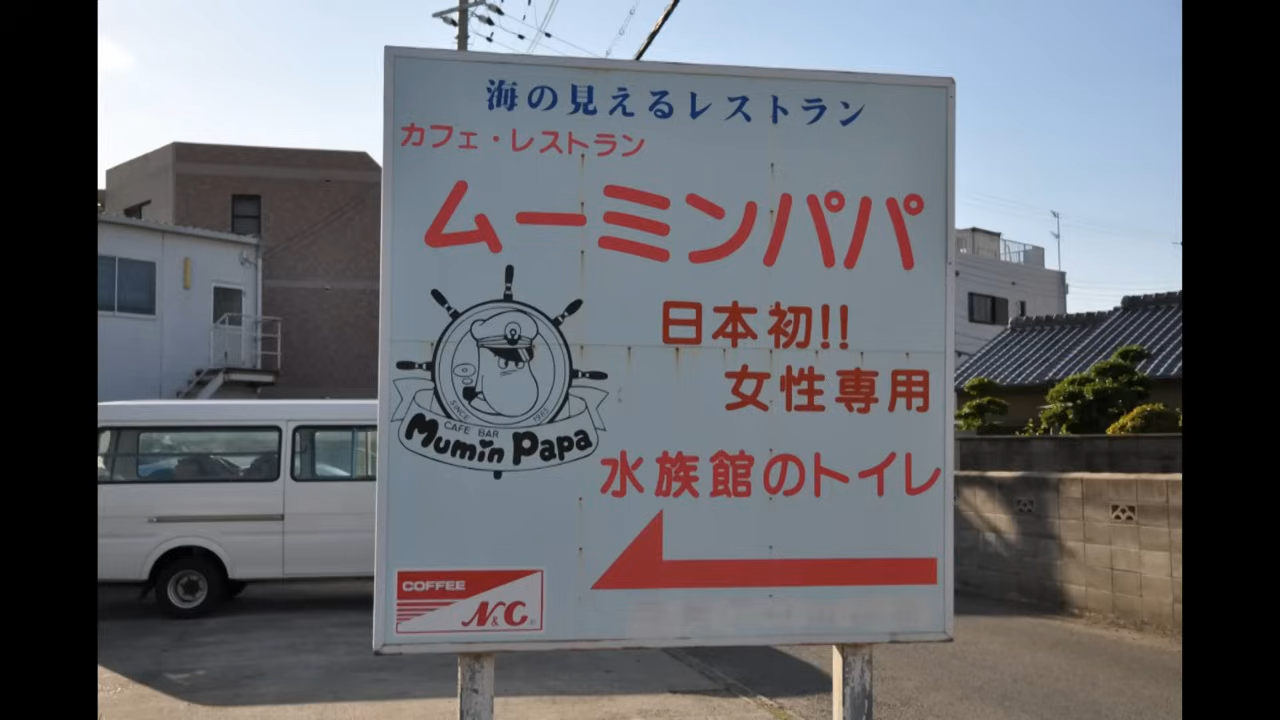 海の見えるレストラン
カフェ・レストラン
ムーミンパパ
日本初!!
女性専用
水族館のトイレ
SINCE 1985
CAFE BAR
Mumin Papa
COFFEE
N&C